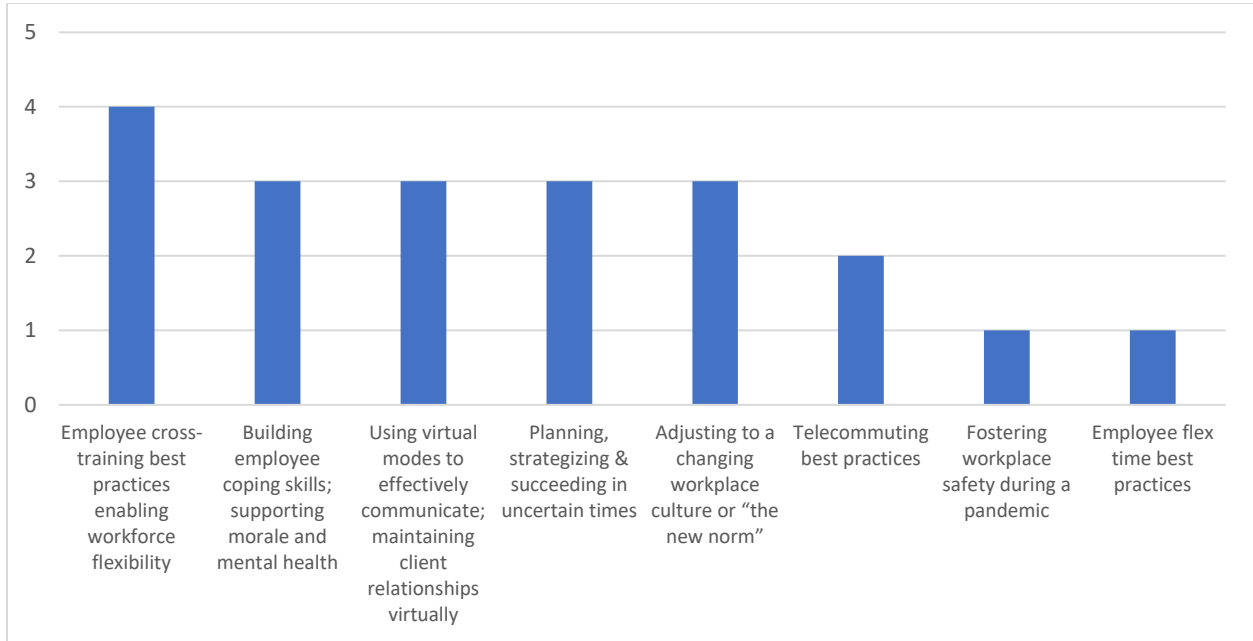 5
4
3
2
1
0
Employee cross-
training best
practices
enabling
workforce
flexibility
Building
employee
coping skills;
supporting
morale and
mental health
Using virtual
modes to
effectively
communicate;
maintaining
client
relationships
virtually
Planning,
strategizing &
succeeding in
uncertain times
Adjusting to a
changing
workplace
culture or “the
new norm”
Telecommuting
best practices
Fostering
workplace
safety during a
pandemic
Employee flex
time best
practices